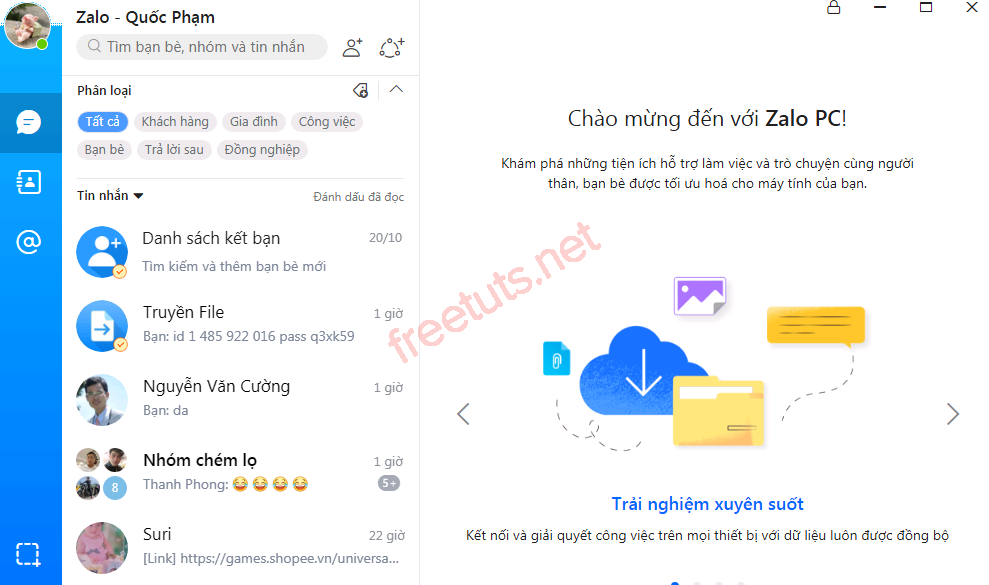 Zalo - Quốc Phạm
Tìm bạn bè, nhóm và tin nhắn
Phân loại
Tất cả
Khách hàng
Gia đình
Công việc
Bạn bè
Trả lời sau
Đồng nghiệp
Tin nhắn
Đánh dấu đã đọc
Danh sách kết bạn
20/10
Tìm kiếm và thêm bạn bè mới
Truyền File
1 giờ
Bạn: id 1 485 922 016 pass q3xk59
Nguyễn Văn Cường
1 giờ
Bạn: da
Nhóm chém lọ
1 giờ
8
Thanh Phong: 😂 😂 😂 😂
5+
Suri
22 giờ
[Link] https://games.shopee.vn/universa...
Chào mừng đến với Zalo PC!
Khám phá những tiện ích hỗ trợ làm việc và trò chuyện cùng người
thân, bạn bè được tối ưu hoá cho máy tính của bạn.
freetuts.net
Trải nghiệm xuyên suốt
Kết nối và giải quyết công việc trên mọi thiết bị với dữ liệu luôn được đồng bộ